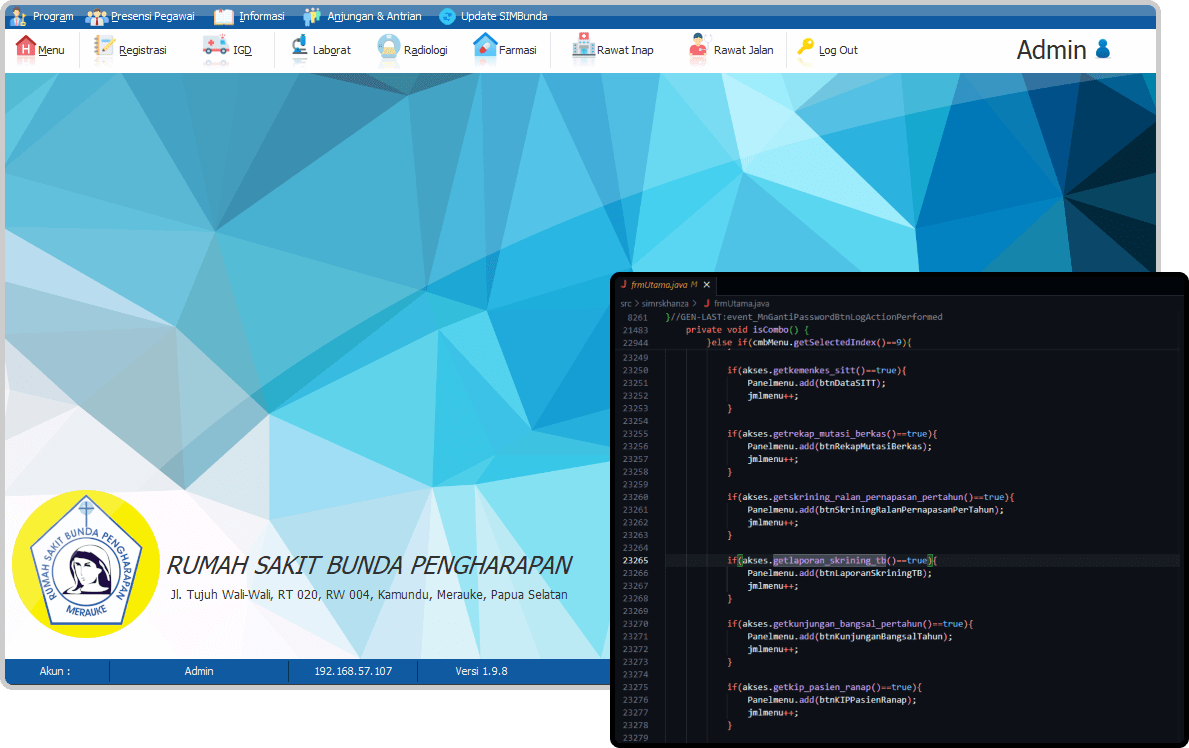 Program Presensi Pegawai Informasi Anjungan & Antrian Update SIMBunda
Menu Registrasi IGD Laborat Radiologi Farmasi Rawat Inap Rawat Jalan Log Out Admin
RUMAH SAKIT BUNDA PENGHARAPAN
MERAUKE
RUMAH SAKIT BUNDA PENGHARAPAN
Jl. Tujuh Wali-Wali, RT 020, RW 004, Kamundu, Merauke, Papua Selatan
Akun : Admin 192.168.57.107 Versi 1.9.8
J frmUtama.java M ✕
src > simrskhanza > J frmUtama.java
8261 }//GEN-LAST:event_MnGantiPasswordBtnLogActionPerformed
21483 private void isCombo() {
22944 }else if(cmbMenu.getSelectedIndex()==9){
23249
23250 if(akses.getkemenkes_sitt()==true){
23251 Panelmenu.add(btnDataSITT);
23252 jmlmenu++;
23253 }
23254
23255 if(akses.getrekap_mutasi_berkas()==true){
23256 Panelmenu.add(btnRekapMutasiBerkas);
23257 jmlmenu++;
23258 }
23259
23260 if(akses.getskrining_ralan_pernapasan_pertahun()==true){
23261 Panelmenu.add(btnSkriningRalanPernapasanPerTahun);
23262 jmlmenu++;
23263 }
23264
23265 if(akses.getlaporan_skrining_tb()==true){
23266 Panelmenu.add(btnLaporanSkriningTB);
23267 jmlmenu++;
23268 }
23269
23270 if(akses.getkunjungan_bangsal_pertahun()==true){
23271 Panelmenu.add(btnKunjunganBangsalTahun);
23272 jmlmenu++;
23273 }
23274
23275 if(akses.getkip_pasien_ranap()==true){
23276 Panelmenu.add(btnKIPPasienRanap);
23277 jmlmenu++;
23278 }
23279